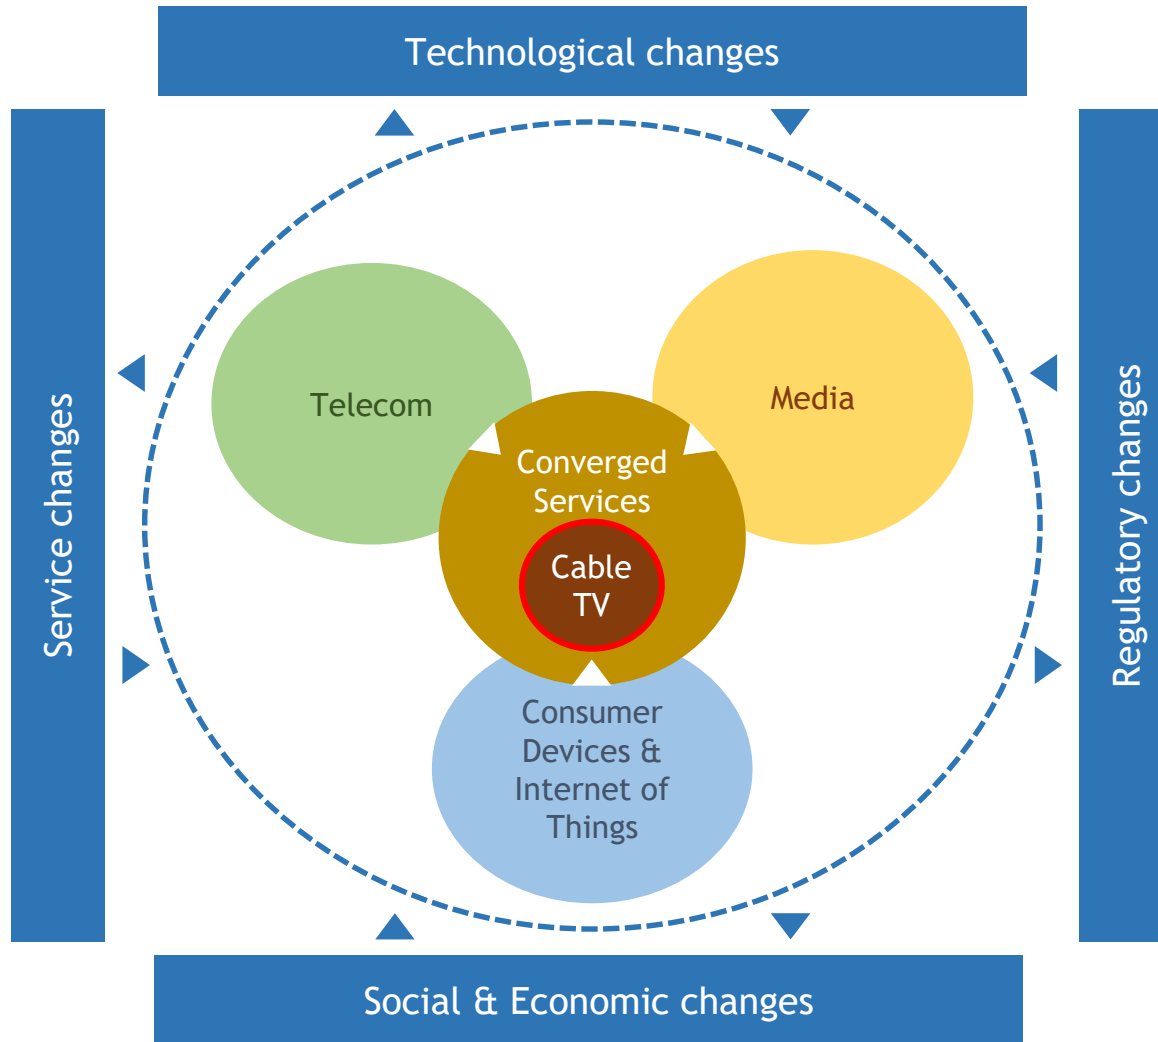 Technological changes
Service changes
Telecom
Media
Converged
Services
Cable
TV
Consumer
Devices &
Internet of
Things
Regulatory changes
Social & Economic changes